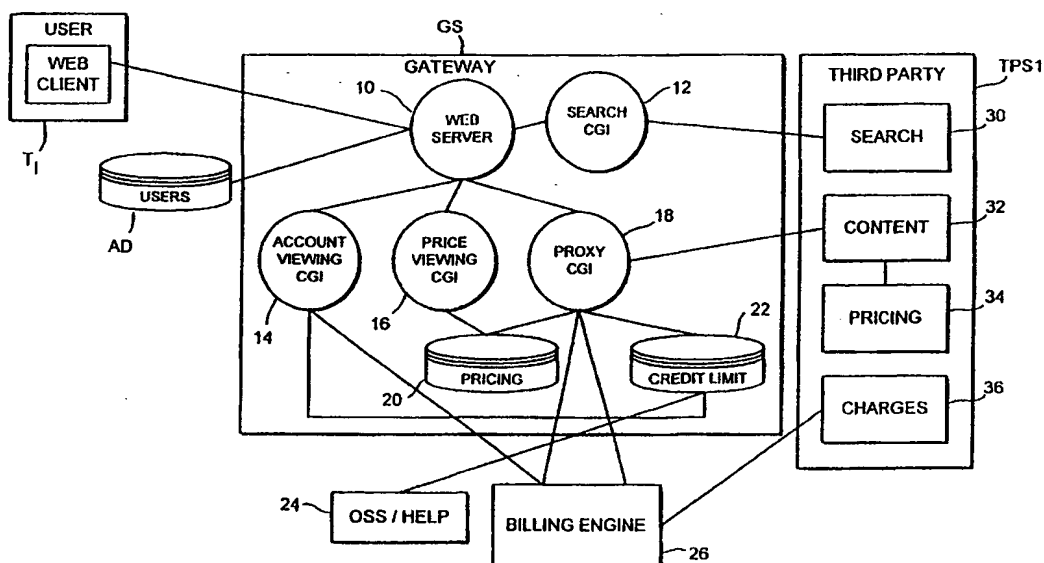 USER
WEB
CLIENT
T1
USERS
AD
GS
GATEWAY
10
WEB
SERVER
12
SEARCH
CGI
ACCOUNT
VIEWING
CGI
14
PRICE
VIEWING
CGI
16
18
PROXY
CGI
20
PRICING
22
CREDIT LIMIT
24
OSS / HELP
BILLING ENGINE
26
THIRD PARTY
TPS1
SEARCH
30
CONTENT
32
PRICING
34
CHARGES
36